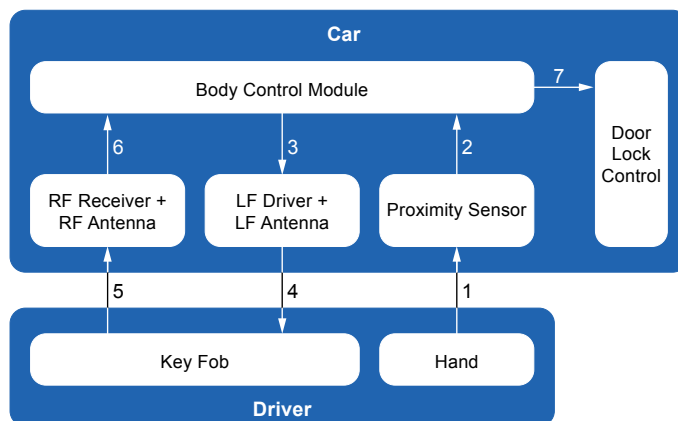 Car
Body Control Module
7
6
3
2
Door
Lock
Control
RF Receiver +
RF Antenna
LF Driver +
LF Antenna
Proximity Sensor
5
4
1
Key Fob
Hand
Driver